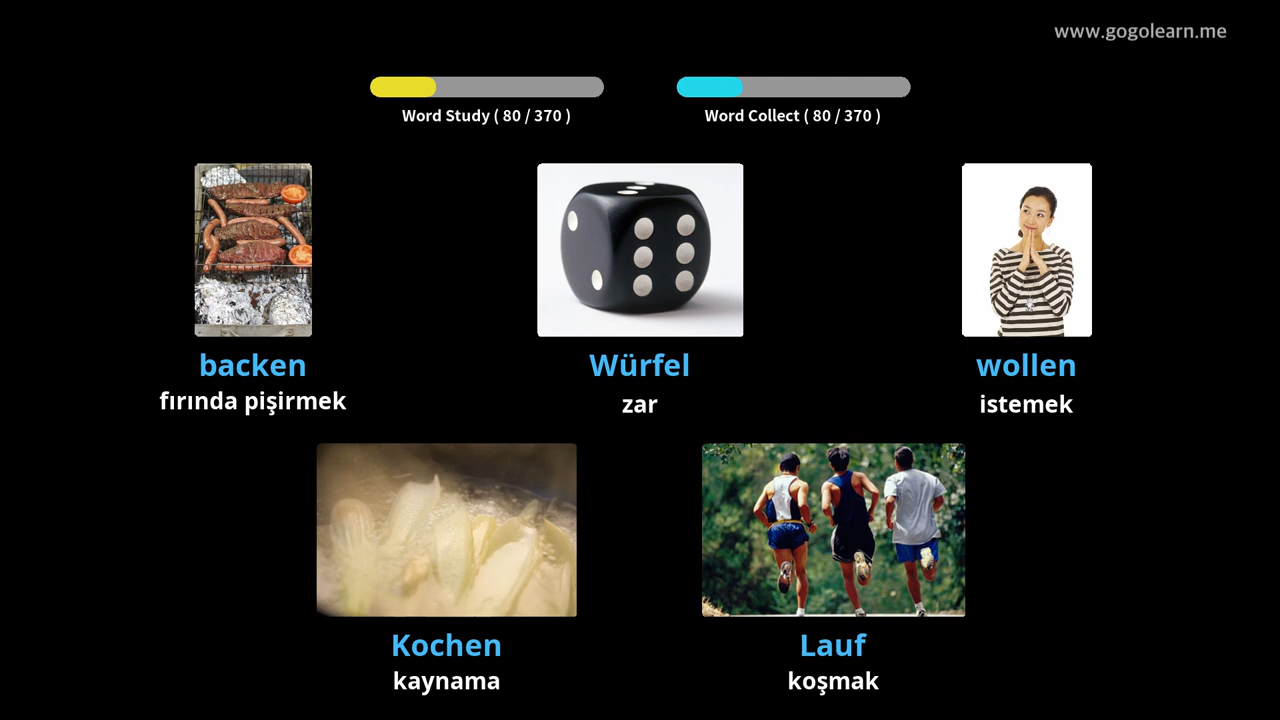 www.gogolearn.me
Word Study ( 80 / 370 )
Word Collect ( 80 / 370 )
backen
fırında pişirmek
Würfel
zar
wollen
istemek
Kochen
kaynama
Lauf
koşmak